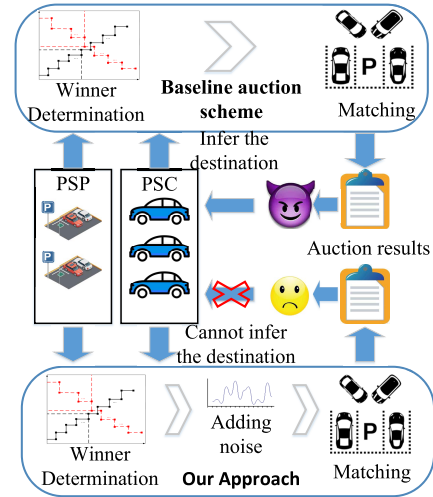 Winner
Determination
Baseline auction
scheme
P
Matching
Infer the
destination
PSP
PSC
P
P
Auction results
Cannot infer
the destination
Winner
Determination
Adding
noise
Our Approach
P
Matching